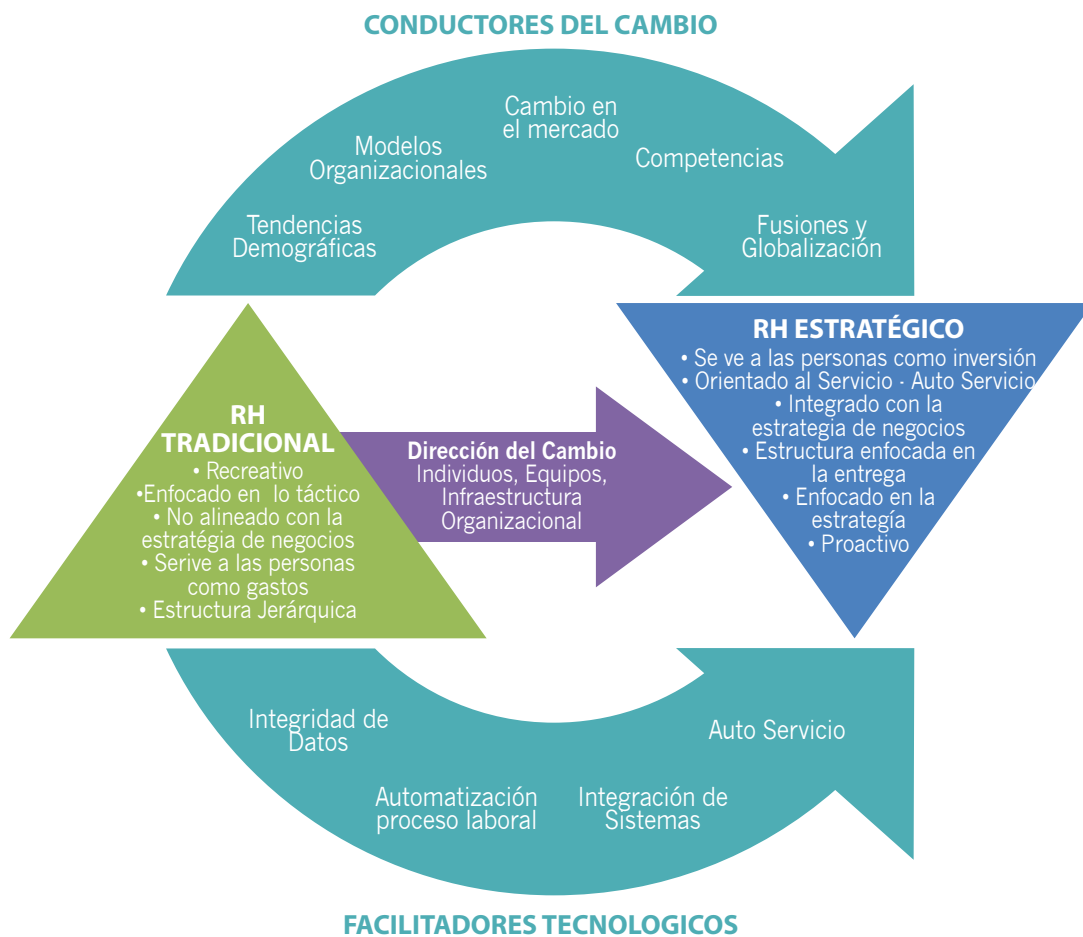 CONDUCTORES DEL CAMBIO
Cambio en
el mercado
Modelos
Organizacionales
Competencias
Tendencias
Demográficas
Fusiones y
Globalización
RH
TRADICIONAL
• Recreativo
•Enfocado en lo táctico
• No alineado con la
estratégia de negocios
• Serive a las personas
como gastos
• Estructura Jerárquica
Dirección del Cambio
Individuos, Equipos,
Infraestructura
Organizacional
RH ESTRATÉGICO
• Se ve a las personas como inversión
• Orientado al Servicio - Auto Servicio
• Integrado con la
estrategia de negocios
• Estructura enfocada en
la entrega
• Enfocado en la
estrategía
• Proactivo
Integridad de
Datos
Automatización
proceso laboral
Integración de
Sistemas
Auto Servicio
FACILITADORES TECNOLOGICOS